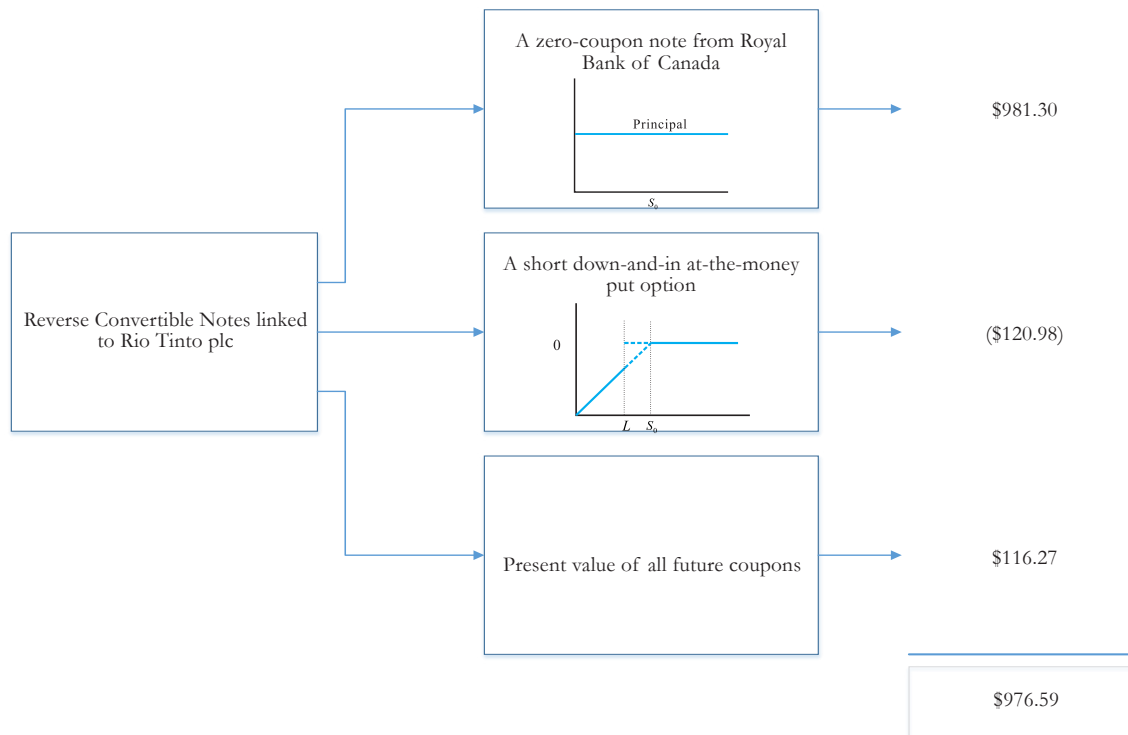 A zero-coupon note from Royal
Bank of Canada
Principal
S₀
$981.30
Reverse Convertible Notes linked
to Rio Tinto plc
A short down-and-in at-the-money
put option
0
L
S₀
($120.98)
Present value of all future coupons
$116.27
$976.59